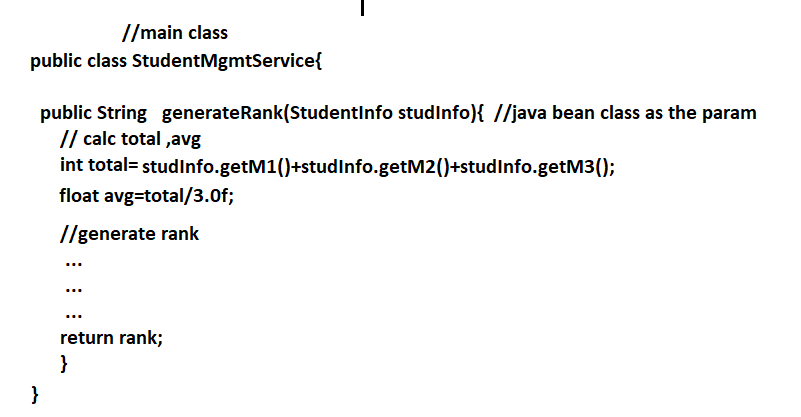 //main class
public class StudentMgmtService{
public String generateRank(StudentInfo studInfo){ //java bean class as the param
// calc total ,avg
int total= studInfo.getM1()+studInfo.getM2()+studInfo.getM3();
float avg=total/3.0f;
//generate rank
...
...
...
return rank;
}
}